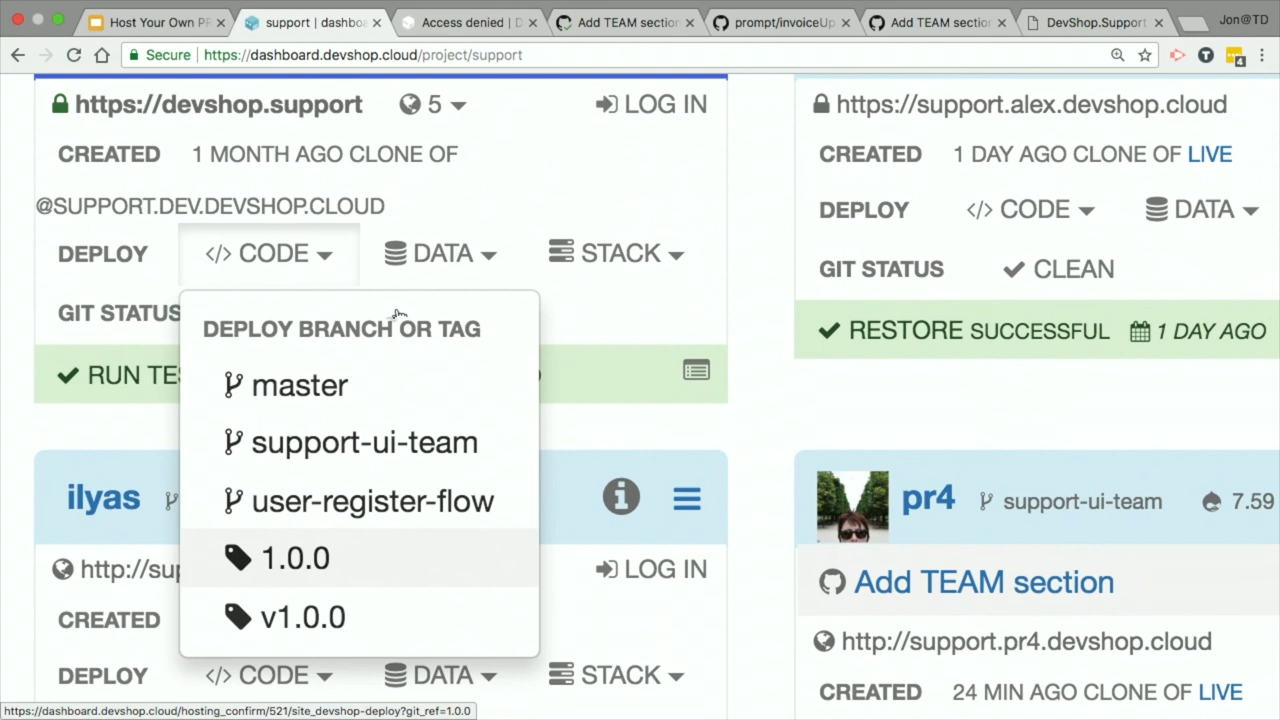 Host Your Own PR
support | dashboa
Access denied | D
Add TEAM section
prompt/invoiceUp
Add TEAM section
DevShop.Support
Jon@TD
Secure https://dashboard.devshop.cloud/project/support
4
https://devshop.support 5 LOG IN
CREATED 1 MONTH AGO CLONE OF
@SUPPORT.DEV.DEVSHOP.CLOUD
DEPLOY </> CODE DATA STACK
GIT STATUS
RUN TES
DEPLOY BRANCH OR TAG
master
support-ui-team
user-register-flow
1.0.0
v1.0.0
ilyas
http://sup LOG IN
CREATED
DEPLOY </> CODE DATA STACK
https://support.alex.devshop.cloud
CREATED 1 DAY AGO CLONE OF LIVE
DEPLOY </> CODE DATA
GIT STATUS CLEAN
RESTORE SUCCESSFUL 1 DAY AGO
pr4 support-ui-team 7.59
Add TEAM section
http://support.pr4.devshop.cloud
CREATED 24 MIN AGO CLONE OF LIVE
https://dashboard.devshop.cloud/hosting_confirm/521/site_devshop-deploy?git_ref=1.0.0